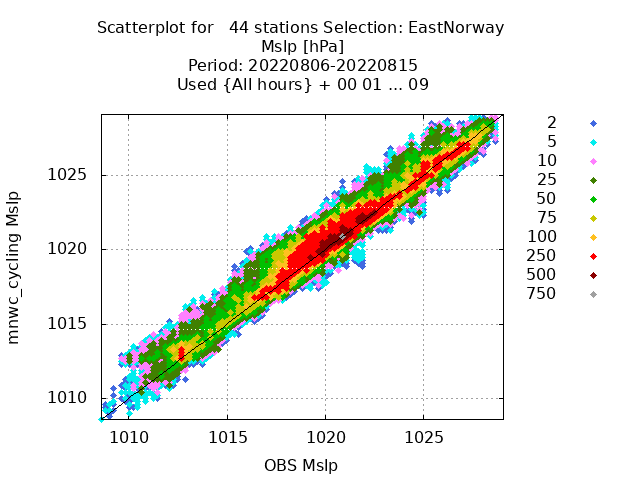 Scatterplot for   44 stations Selection: EastNorway
Mslp [hPa]
Period: 20220806-20220815
Used {All hours} + 00 01 ... 09
2
5
10
25
50
75
100
250
500
750
mnwc_cycling Mslp
1025
1020
1015
1010
1010 1015 1020 1025
OBS Mslp